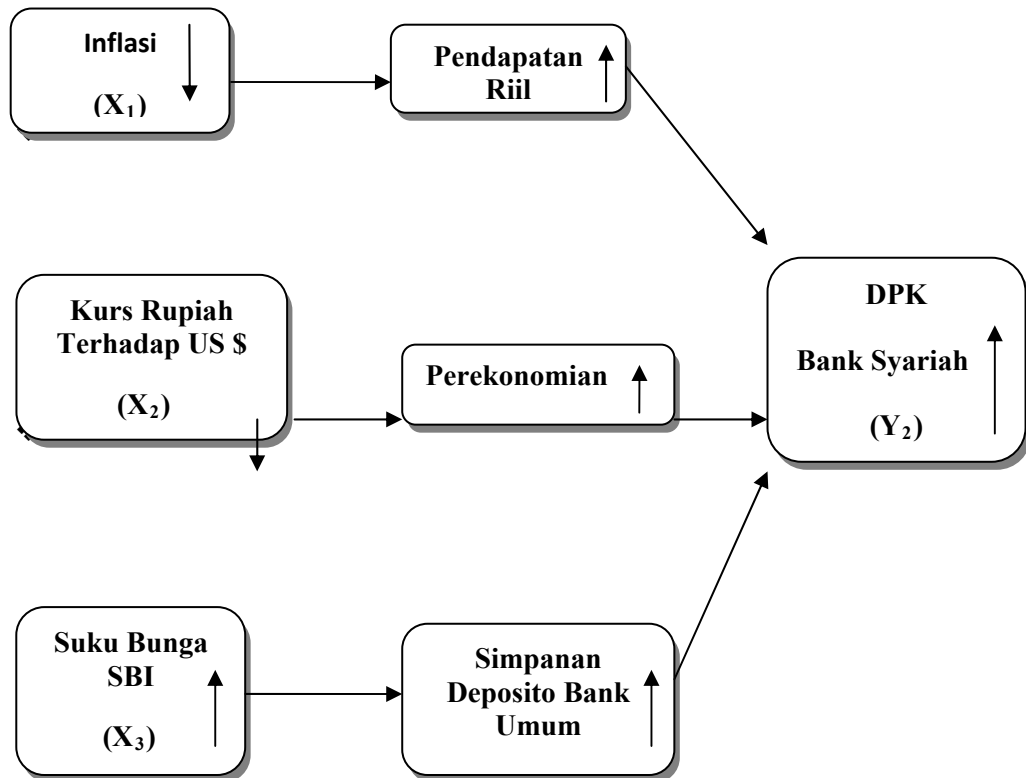 Inflasi
(X₁)
Pendapatan
Riil
Kurs Rupiah
Terhadap US $
(X₂)
Perekonomian
DPK
Bank Syariah
(Y₂)
Suku Bunga
SBI
(X₃)
Simpanan
Deposito Bank
Umum